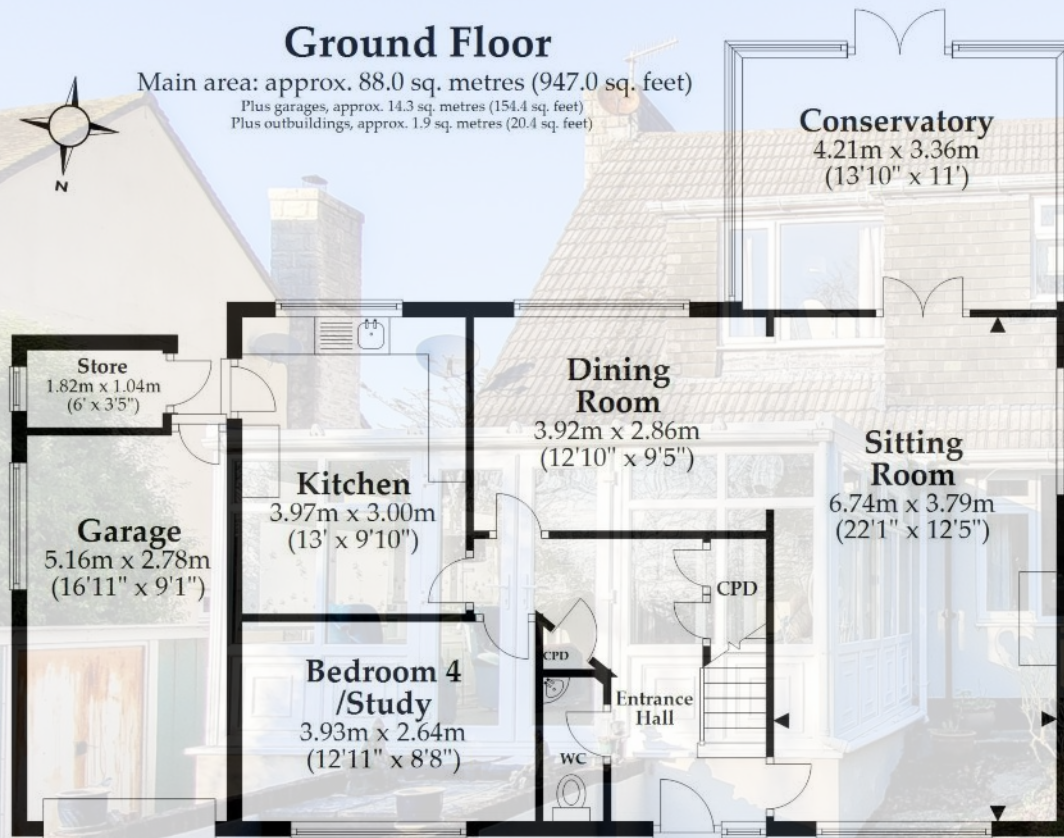 Ground Floor
Main area: approx. 88.0 sq. metres (947.0 sq. feet)
Plus garages, approx. 14.3 sq. metres (154.4 sq. feet)
Plus outbuildings, approx. 1.9 sq. metres (20.4 sq. feet)
N
Conservatory
4.21m x 3.36m
(13'10" x 11')
Store
1.82m x 1.04m
(6' x 3'5")
Dining
Room
3.92m x 2.86m
(12'10" x 9'5")
Sitting
Room
6.74m x 3.79m
(22'1" x 12'5")
Kitchen
3.97m x 3.00m
(13' x 9'10")
Garage
5.16m x 2.78m
(16'11" x 9'1")
CPD
CPD
Bedroom 4
/Study
3.93m x 2.64m
(12'11" x 8'8")
Entrance
Hall
WC